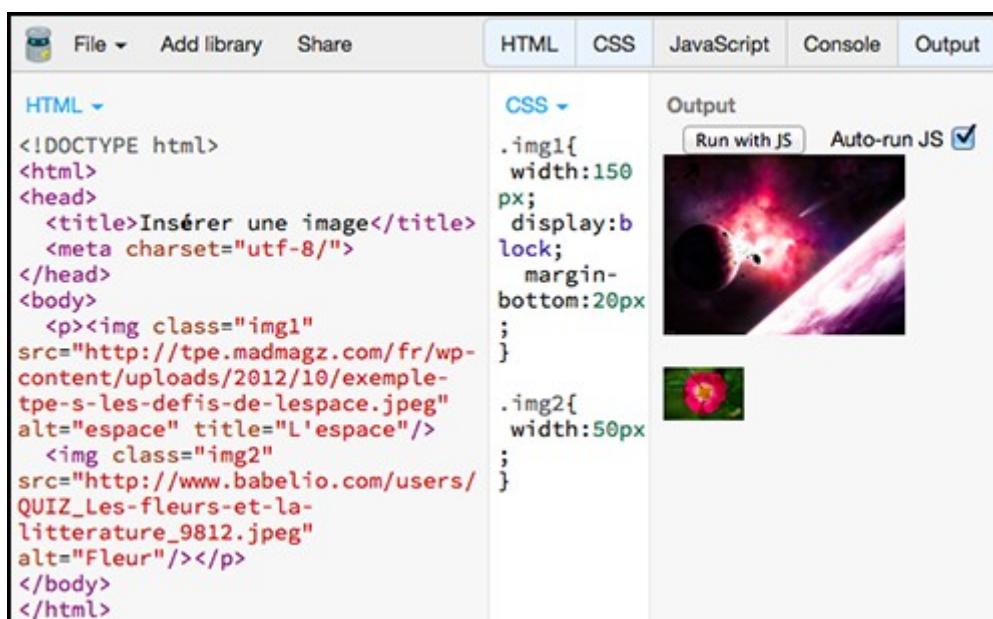 File Add library Share HTML CSS JavaScript Console Output
HTML
<!DOCTYPE html>
<html>
<head>
  <title>Insérer une image</title>
  <meta charset="utf-8/">
</head>
<body>
  <p><img class="img1"
src="http://tpe.madmagz.com/fr/wp-
content/uploads/2012/10/exemple-
tpe-s-les-defis-de-lespace.jpeg"
alt="espace" title="L'espace"/>
  <img class="img2"
src="http://www.babelio.com/users/
QUIZ_Les-fleurs-et-la-
litterature_9812.jpeg"
alt="Fleur"/></p>
</body>
</html>
CSS
.img1{
 width:150
px;
 display:b
lock;
  margin-
bottom:20px
;
}
.img2{
 width:50px
;
}
Output
Run with JS Auto-run JS